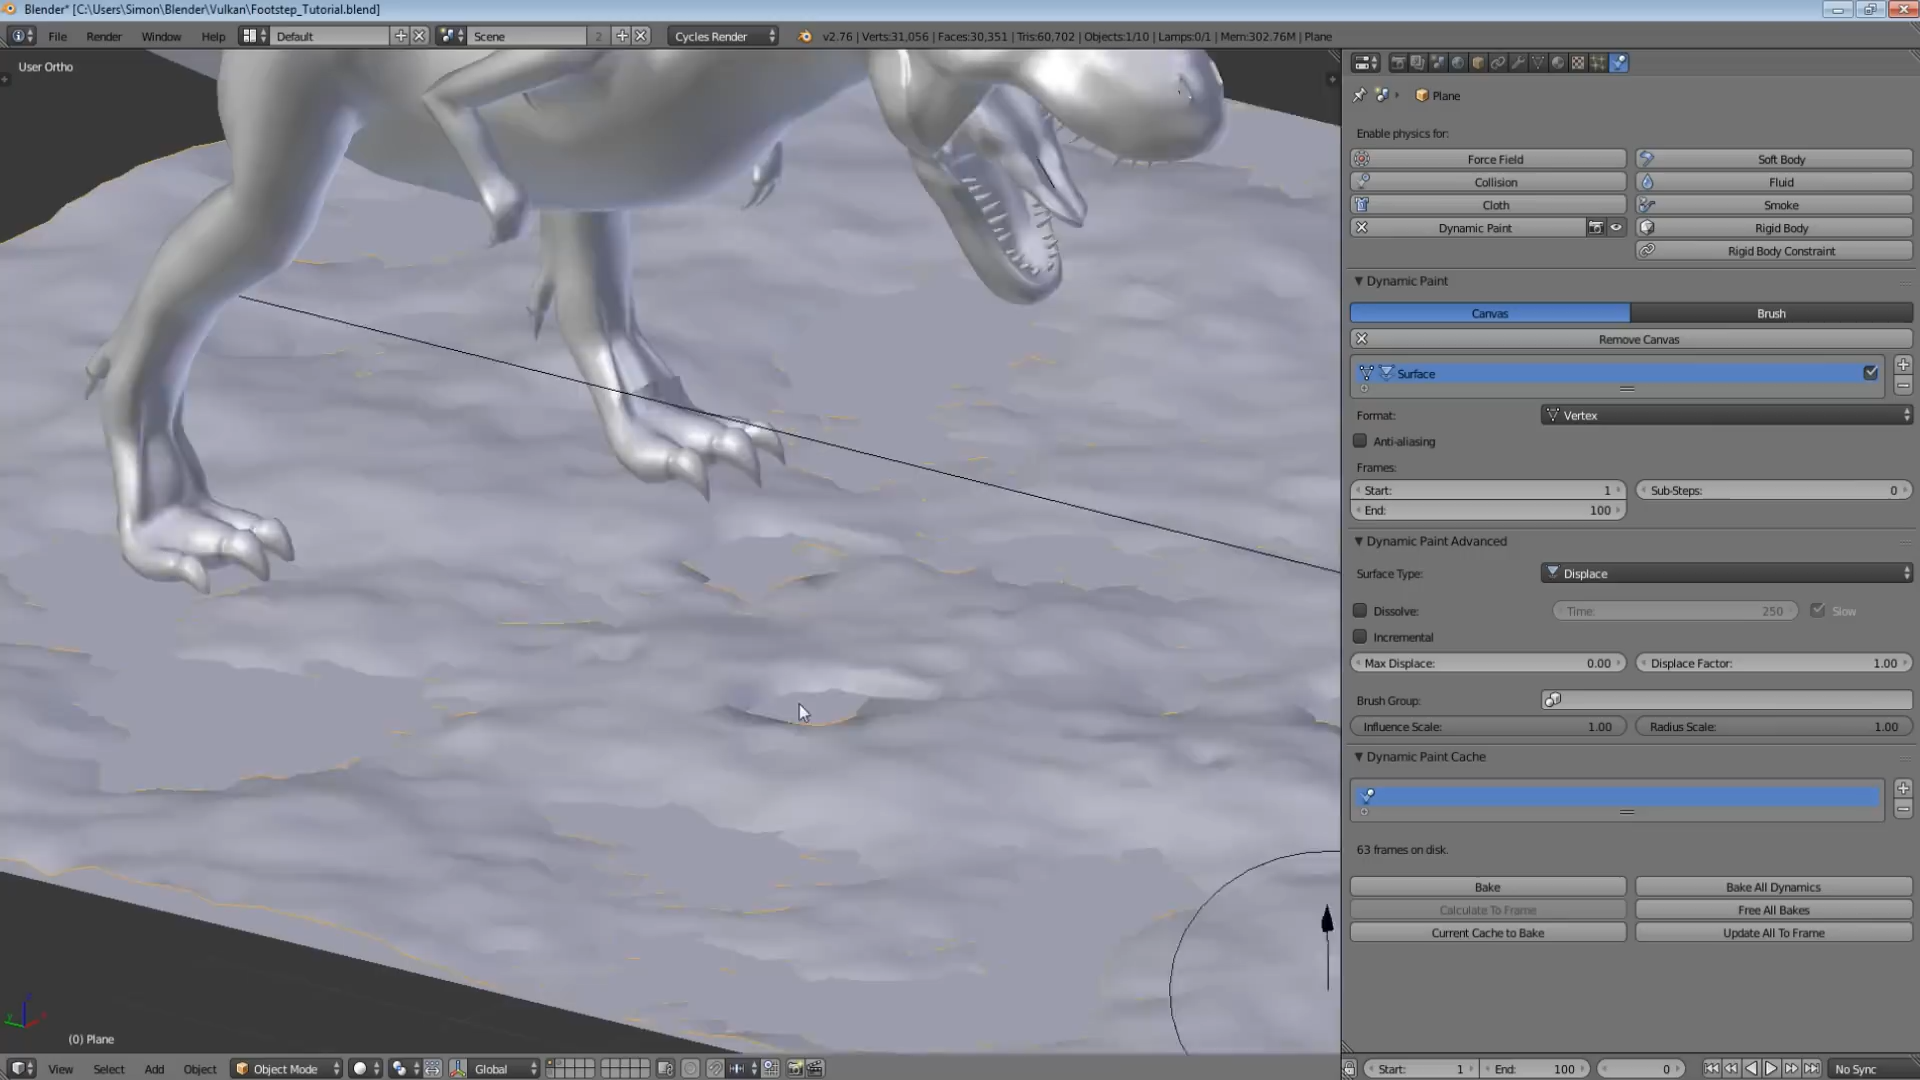 Blender* [C:\Users\Simon\Blender\Vulkan\Footstep_Tutorial.blend]
File Render Window Help Default Scene 2 Cycles Render v2.76 | Verts:31,056 | Faces:30,351 | Tris:60,702 | Objects:1/10 | Lamps:0/1 | Mem:302.76M | Plane
User Ortho
Plane
Enable physics for:
Force Field Soft Body
Collision Fluid
Cloth Smoke
Dynamic Paint Rigid Body
Rigid Body Constraint
Dynamic Paint
Canvas Brush
Remove Canvas
Surface
Format: Vertex
Anti-aliasing
Frames:
Start: 1 Sub-Steps: 0
End: 100
Dynamic Paint Advanced
Surface Type: Displace
Dissolve: Time: 250 Slow
Incremental
Max Displace: 0.00 Displace Factor: 1.00
Brush Group:
Influence Scale: 1.00 Radius Scale: 1.00
Dynamic Paint Cache
63 frames on disk.
Bake Bake All Dynamics
Calculate To Frame Free All Bakes
Current Cache to Bake Update All To Frame
(0) Plane
View Select Add Object Object Mode Global Start: 1 End: 100 0 No Sync